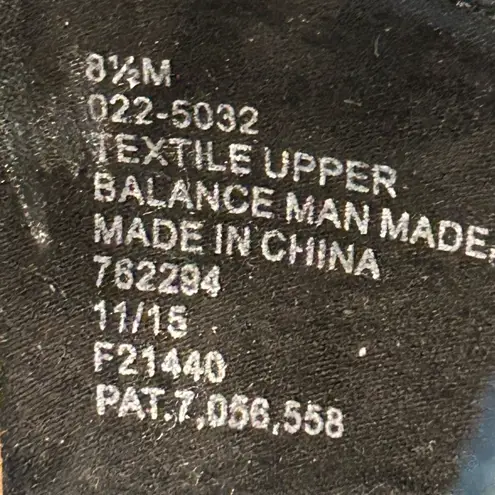 8½M
022-5032
TEXTILE UPPER
BALANCE MAN MADE.
MADE IN CHINA
762294
11/15
F21440
PAT.7,056,558